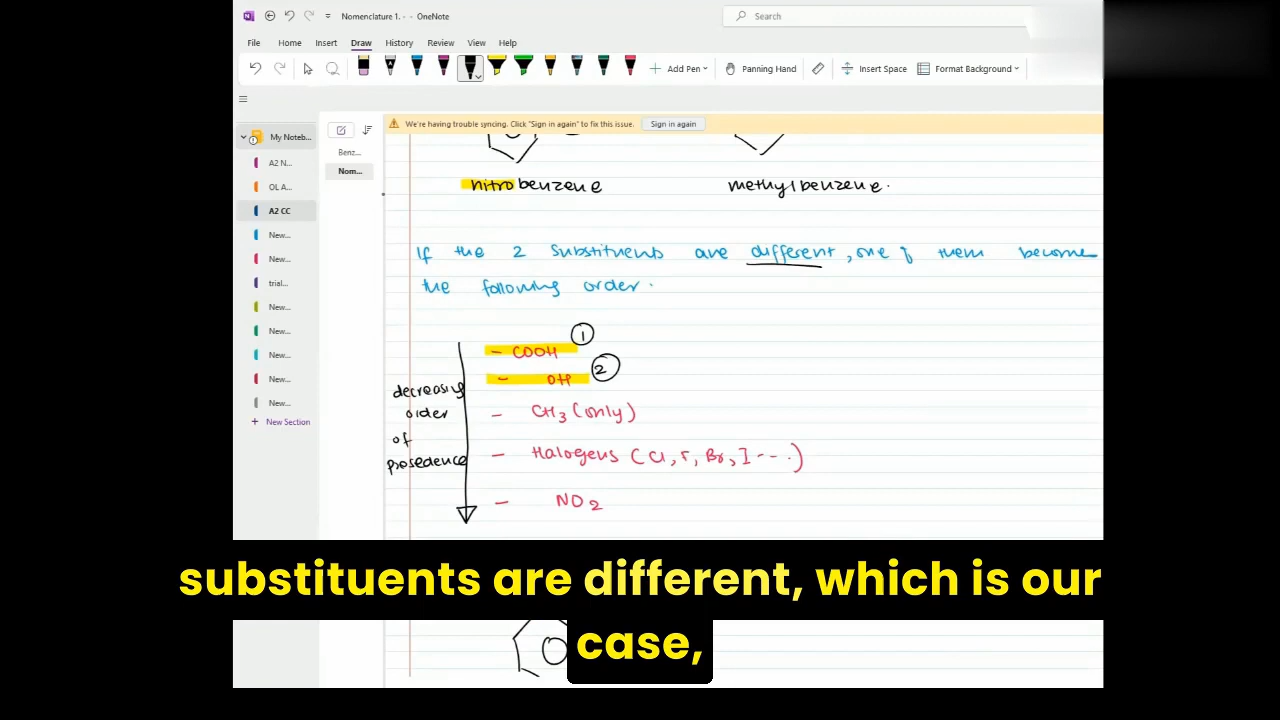 Nomenclature 1. - - OneNote
Search
File Home Insert Draw History Review View Help
Add Pen Panning Hand Insert Space Format Background
We're having trouble syncing. Click "Sign in again" to fix this issue. Sign in again
My Noteb...
A2 N...
OL A...
A2 CC
New...
New...
trial...
New...
New...
New...
New...
New...
New Section
Benz...
Nom...
nitrobenzene methylbenzene.
If the 2 substituents are different, one of them become
the following order.
decreasing
order
of
presedence
- COOH 1
- OH 2
- CH3 (only)
- Halogens (Cl, F, Br, I ---.)
- NO2
substituents are different, which is our
case,